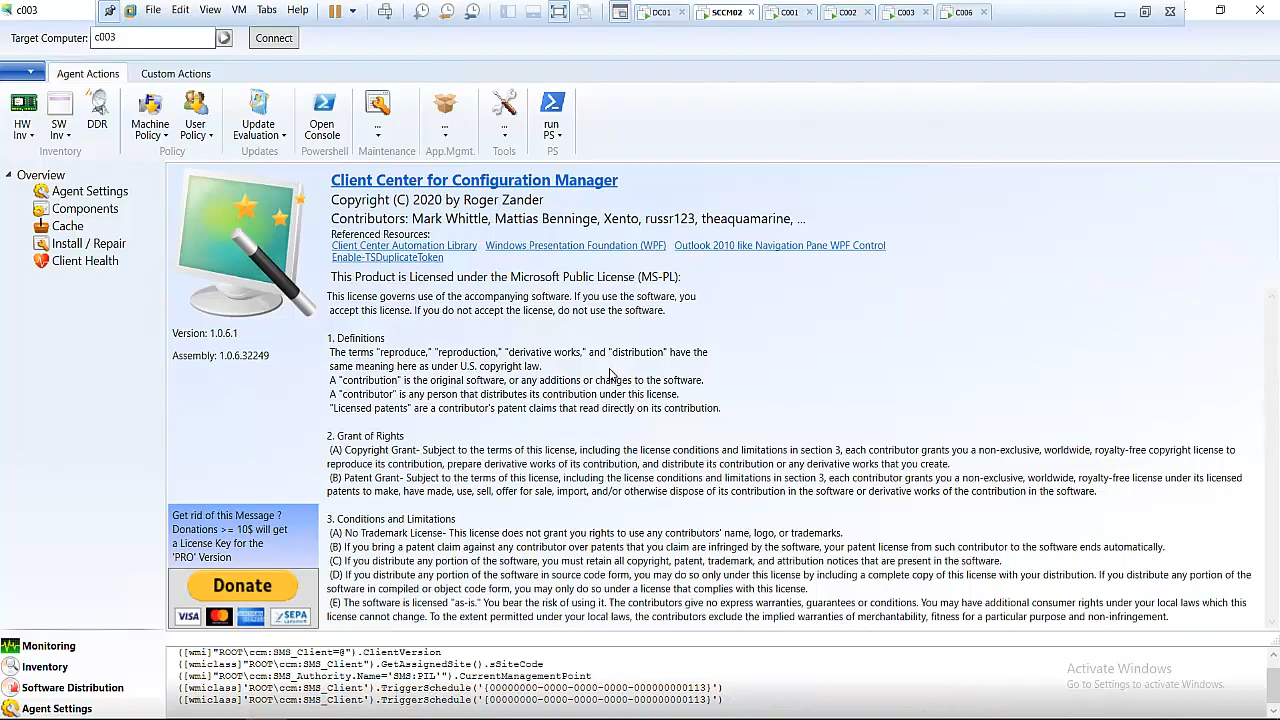 c003
File Edit View VM Tabs Help
DC01 SCCM02 C001 C002 C003 C006
Target Computer: c003 Connect
Agent Actions Custom Actions
HW Inv SW Inv DDR Machine Policy User Policy Update Evaluation Open Console ... ... ... run PS
Inventory Policy Updates Powershell Maintenance App.Mgmt. Tools PS
Overview
Agent Settings
Components
Cache
Install / Repair
Client Health
Client Center for Configuration Manager
Copyright (C) 2020 by Roger Zander
Contributors: Mark Whittle, Mattias Benninge, Xento, russr123, theaquamarine, ...
Referenced Resources:
Client Center Automation Library Windows Presentation Foundation (WPF) Outlook 2010 like Navigation Pane WPF Control
Enable-TSDuplicateToken
This Product is Licensed under the Microsoft Public License (MS-PL):
This license governs use of the accompanying software. If you use the software, you
accept this license. If you do not accept the license, do not use the software.
Version: 1.0.6.1
Assembly: 1.0.6.32249
1. Definitions
The terms "reproduce," "reproduction," "derivative works," and "distribution" have the
same meaning here as under U.S. copyright law.
A "contribution" is the original software, or any additions or changes to the software.
A "contributor" is any person that distributes its contribution under this license.
"Licensed patents" are a contributor's patent claims that read directly on its contribution.
2. Grant of Rights
(A) Copyright Grant- Subject to the terms of this license, including the license conditions and limitations in section 3, each contributor grants you a non-exclusive, worldwide, royalty-free copyright license to
reproduce its contribution, prepare derivative works of its contribution, and distribute its contribution or any derivative works that you create.
(B) Patent Grant- Subject to the terms of this license, including the license conditions and limitations in section 3, each contributor grants you a non-exclusive, worldwide, royalty-free license under its licensed
patents to make, have made, use, sell, offer for sale, import, and/or otherwise dispose of its contribution in the software or derivative works of the contribution in the software.
3. Conditions and Limitations
(A) No Trademark License- This license does not grant you rights to use any contributors' name, logo, or trademarks.
(B) If you bring a patent claim against any contributor over patents that you claim are infringed by the software, your patent license from such contributor to the software ends automatically.
(C) If you distribute any portion of the software, you must retain all copyright, patent, trademark, and attribution notices that are present in the software.
(D) If you distribute any portion of the software in source code form, you may do so only under this license by including a complete copy of this license with your distribution. If you distribute any portion of the
software in compiled or object code form, you may only do so under a license that complies with this license.
(E) The software is licensed "as-is." You bear the risk of using it. The contributors give no express warranties, guarantees or conditions. You may have additional consumer rights under your local laws which this
license cannot change. To the extent permitted under your local laws, the contributors exclude the implied warranties of merchantability, fitness for a particular purpose and non-infringement.
Get rid of this Message ?
Donations >= 10$ will get
a License Key for the
'PRO' Version
Donate
VISA SEPA
Monitoring
Inventory
Software Distribution
Agent Settings
([wmi]"ROOT\ccm:SMS_Client=@").ClientVersion
([wmiclass]"ROOT\ccm:SMS_Client").GetAssignedSite().sSiteCode
.CurrentManagementPoint
([wmiclass]"ROOT\ccm:SMS_Client").TriggerSchedule('{00000000-0000-0000-0000-000000000113}')
([wmiclass]"ROOT\ccm:SMS_Client").TriggerSchedule('{00000000-0000-0000-0000-000000000113}')
Activate Windows
Go to Settings to activate Windows.